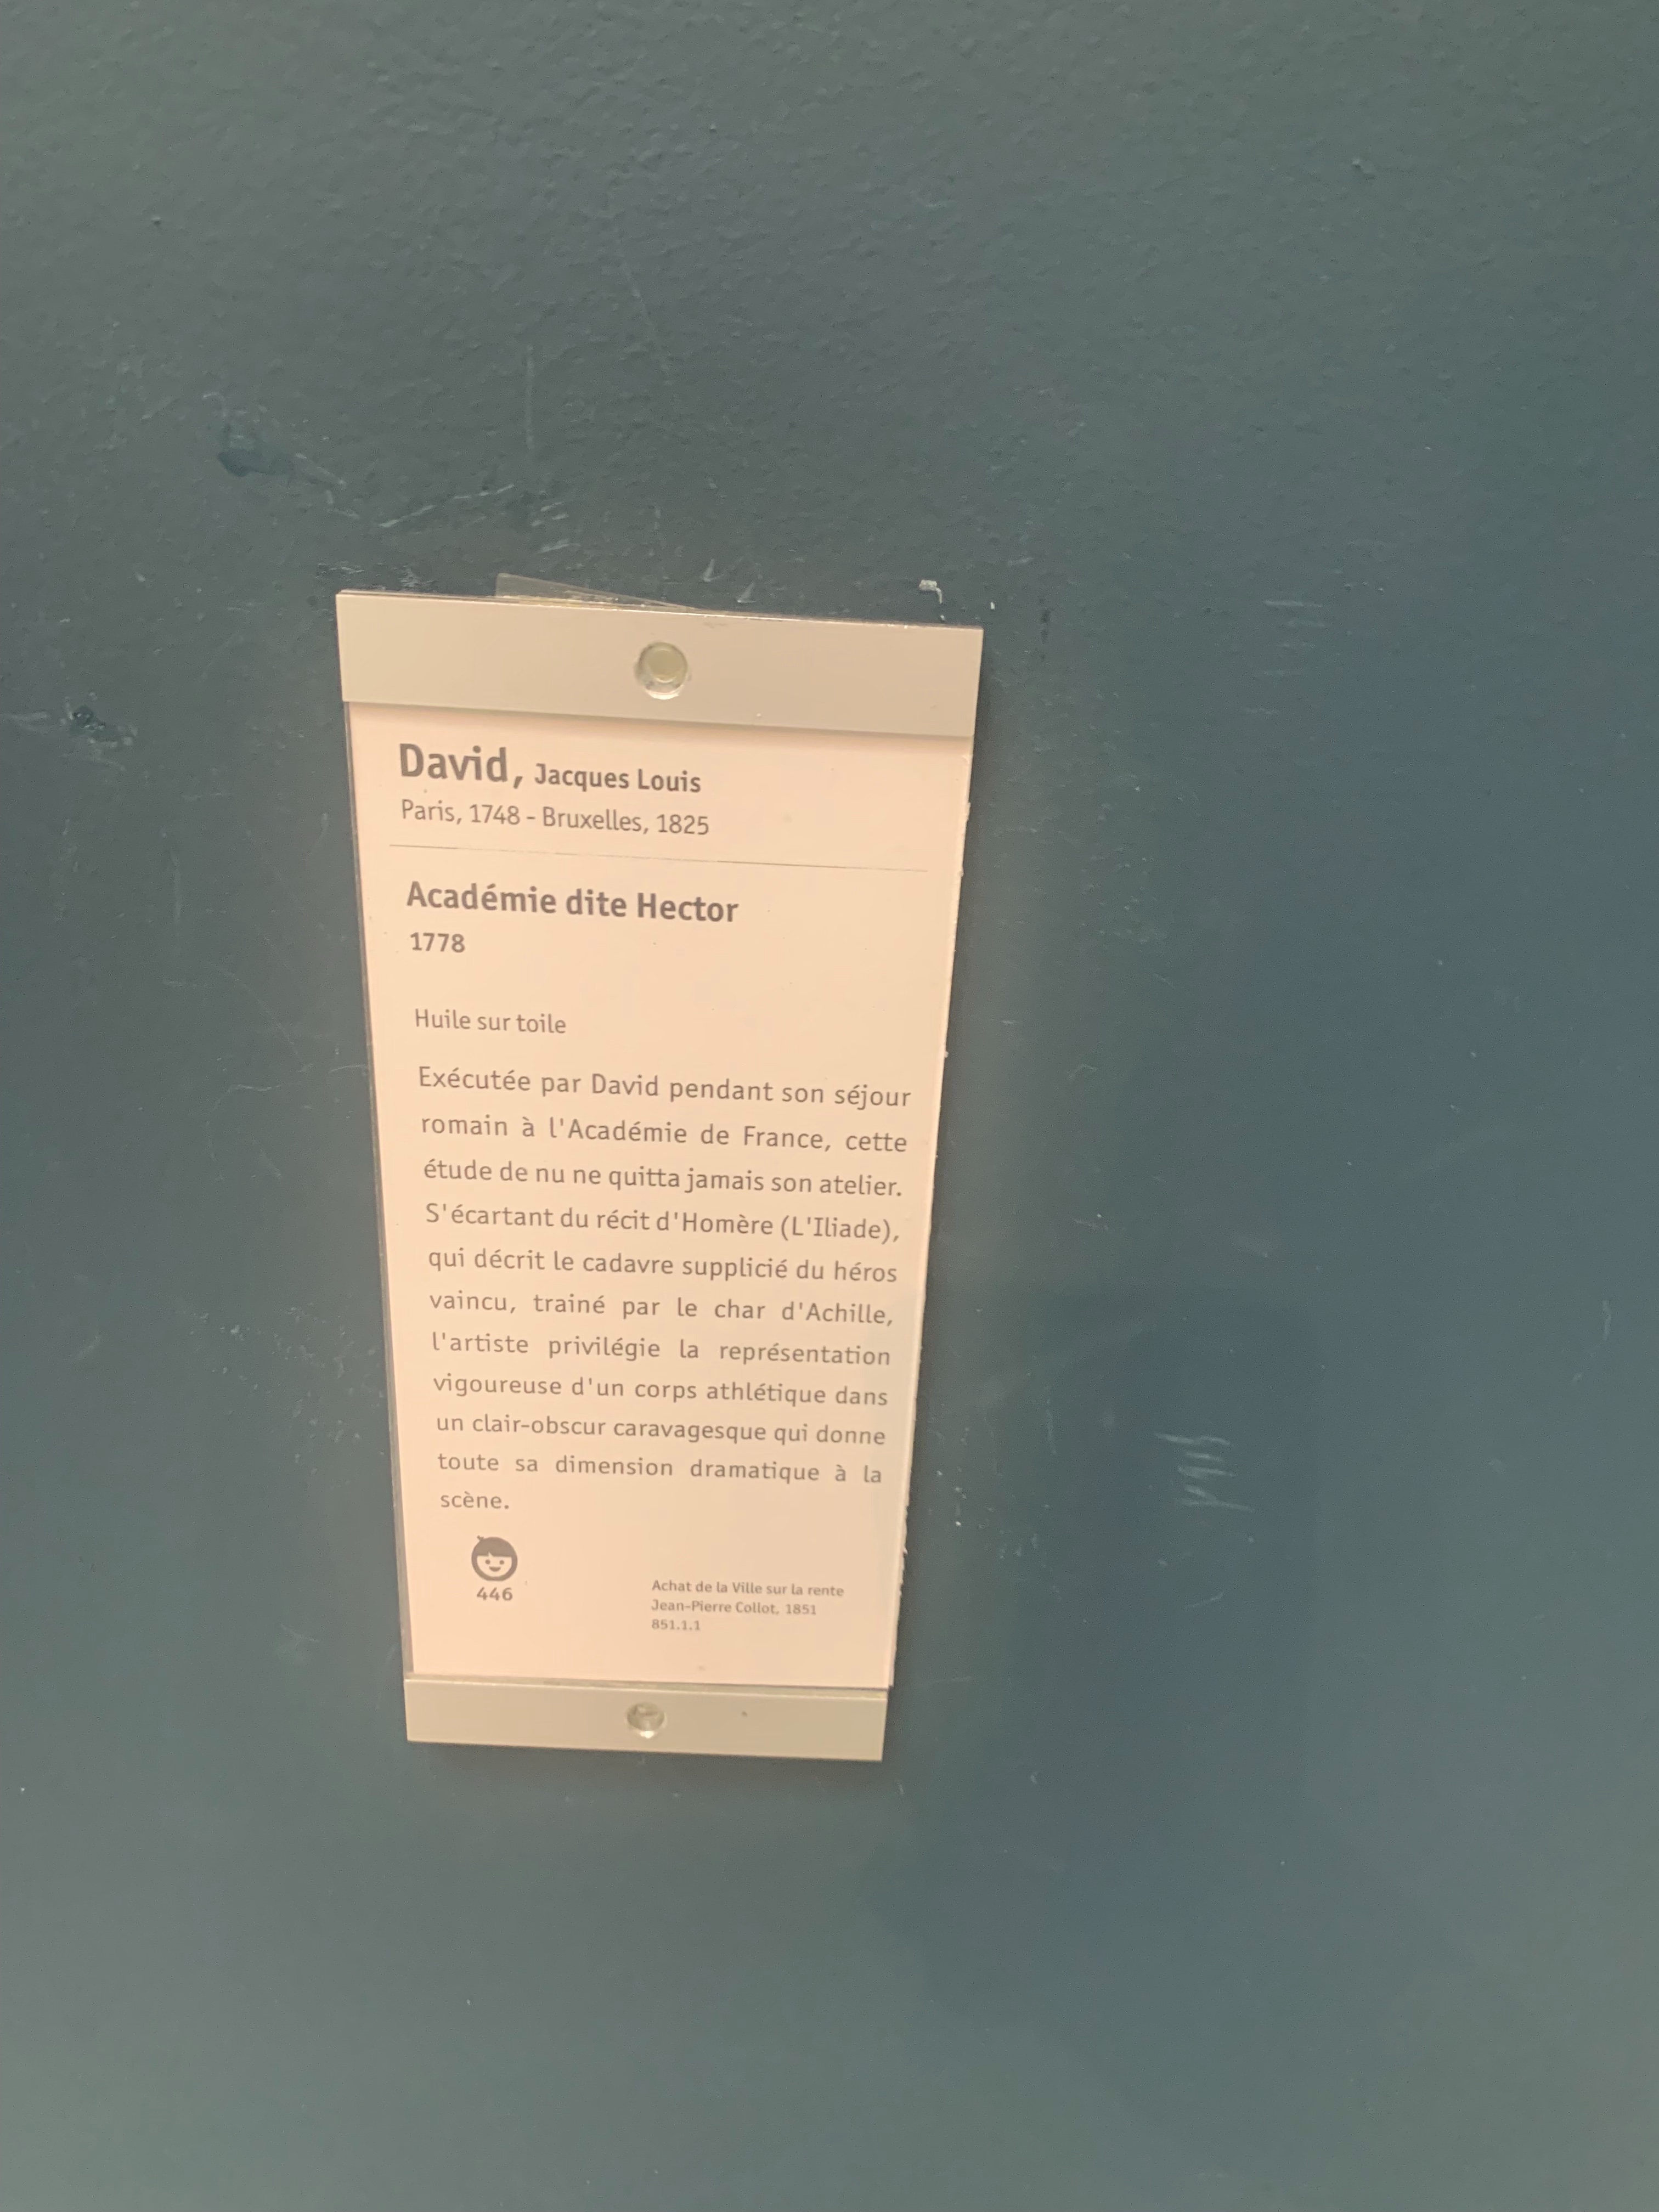 David, Jacques Louis
Paris, 1748 - Bruxelles, 1825
Académie dite Hector
1778
Huile sur toile
Exécutée par David pendant son séjour
romain à l'Académie de France, cette
étude de nu ne quitta jamais son atelier.
S'écartant du récit d'Homère (L'Iliade),
qui décrit le cadavre supplicié du héros
vaincu, trainé par le char d'Achille,
l'artiste privilégie la représentation
vigoureuse d'un corps athlétique dans
un clair-obscur caravagesque qui donne
toute sa dimension dramatique à la
scène.
446
Achat de la Ville sur la rente
Jean-Pierre Collot, 1851
851.1.1